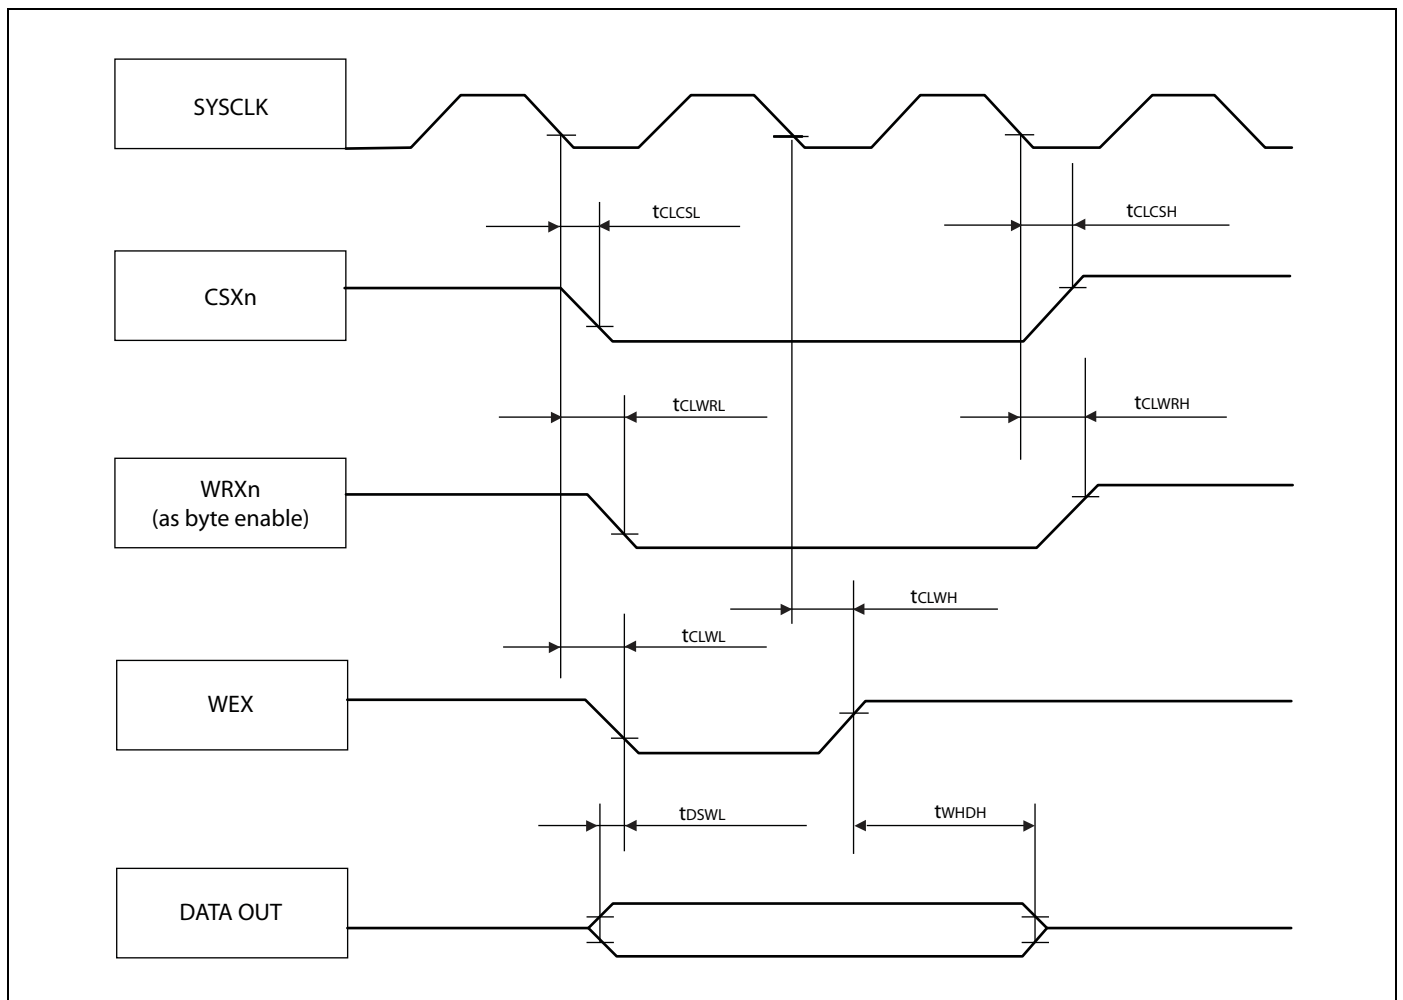 SYSCLK
tCLCSL
tCLCSH
CSXn
tCLWRL
tCLWRH
WRXn
(as byte enable)
tCLWH
tCLWL
WEX
tDSWL
tWHDH
DATA OUT